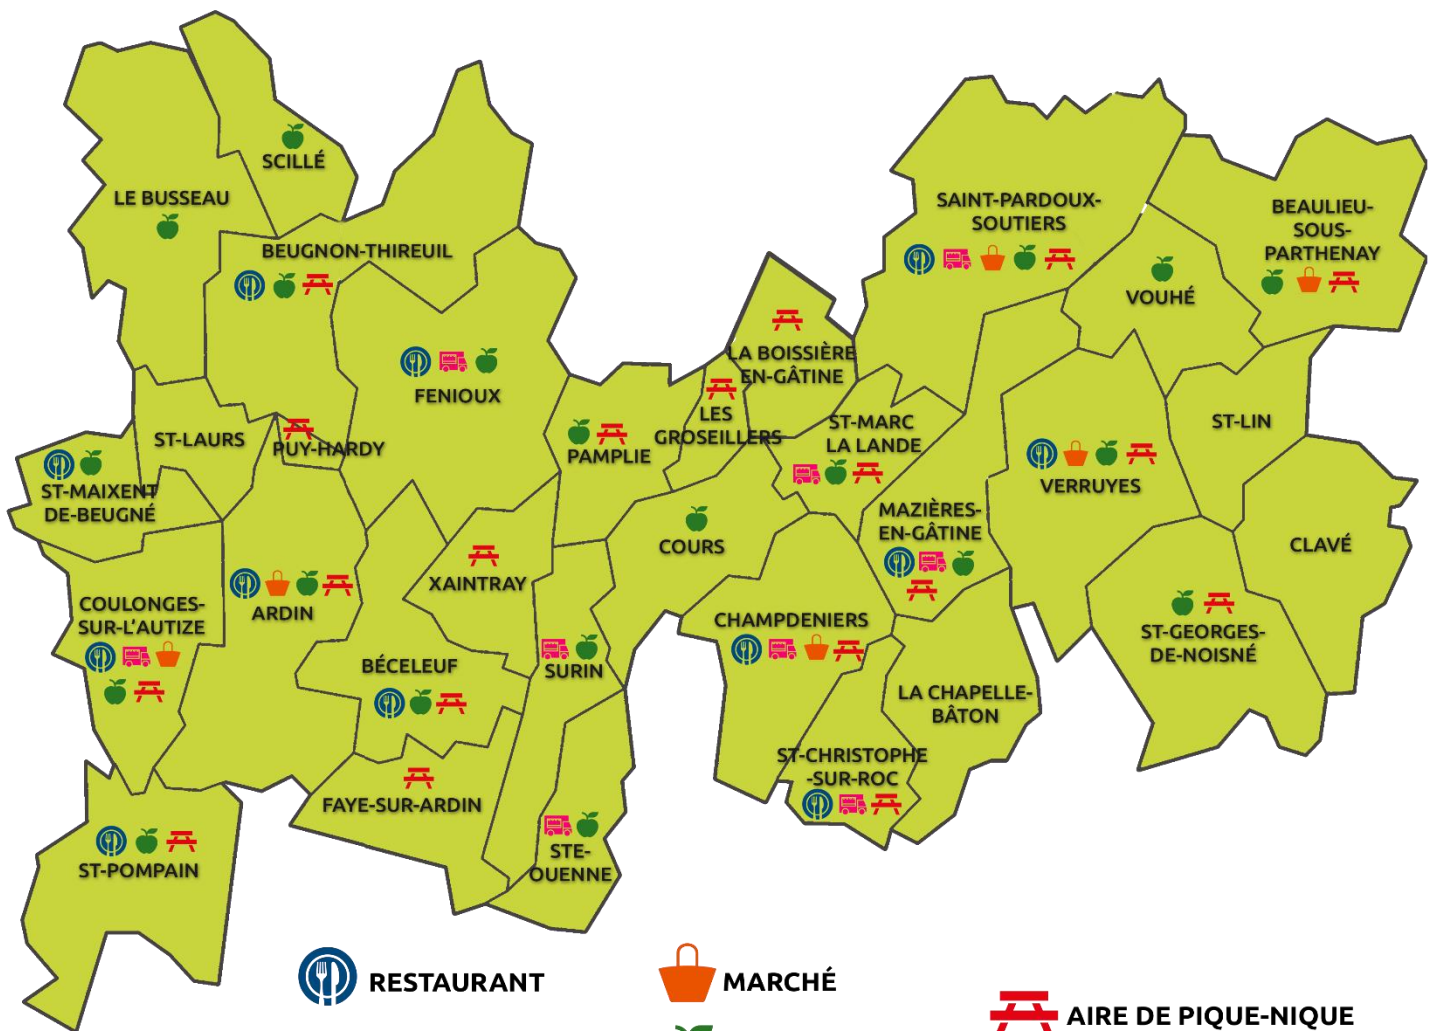 SCILLÉ
LE BUSSEAU
BEUGNON-THIREUIL
SAINT-PARDOUX-
SOUTIERS
BEAULIEU-
SOUS-
PARTHENAY
VOUHÉ
LA BOISSIÈRE
EN-GÂTINE
FENIOUX
LES
GROSEILLERS
ST-MARC
LA LANDE
ST-LIN
ST-LAURS
PUY-HARDY
PAMPLIE
VERRUYES
ST-MAIXENT
DE-BEUGNÉ
MAZIÈRES-
EN-GÂTINE
COURS
CLAVÉ
XAINTRAY
COULONGES-
SUR-L'AUTIZE
ARDIN
CHAMPDENIERS
ST-GEORGES-
DE-NOISNÉ
BÉCELEUF
SURIN
LA CHAPELLE-
BÂTON
ST-CHRISTOPHE
-SUR-ROC
FAYE-SUR-ARDIN
STE-
OUENNE
ST-POMPAIN
RESTAURANT
MARCHÉ
AIRE DE PIQUE-NIQUE